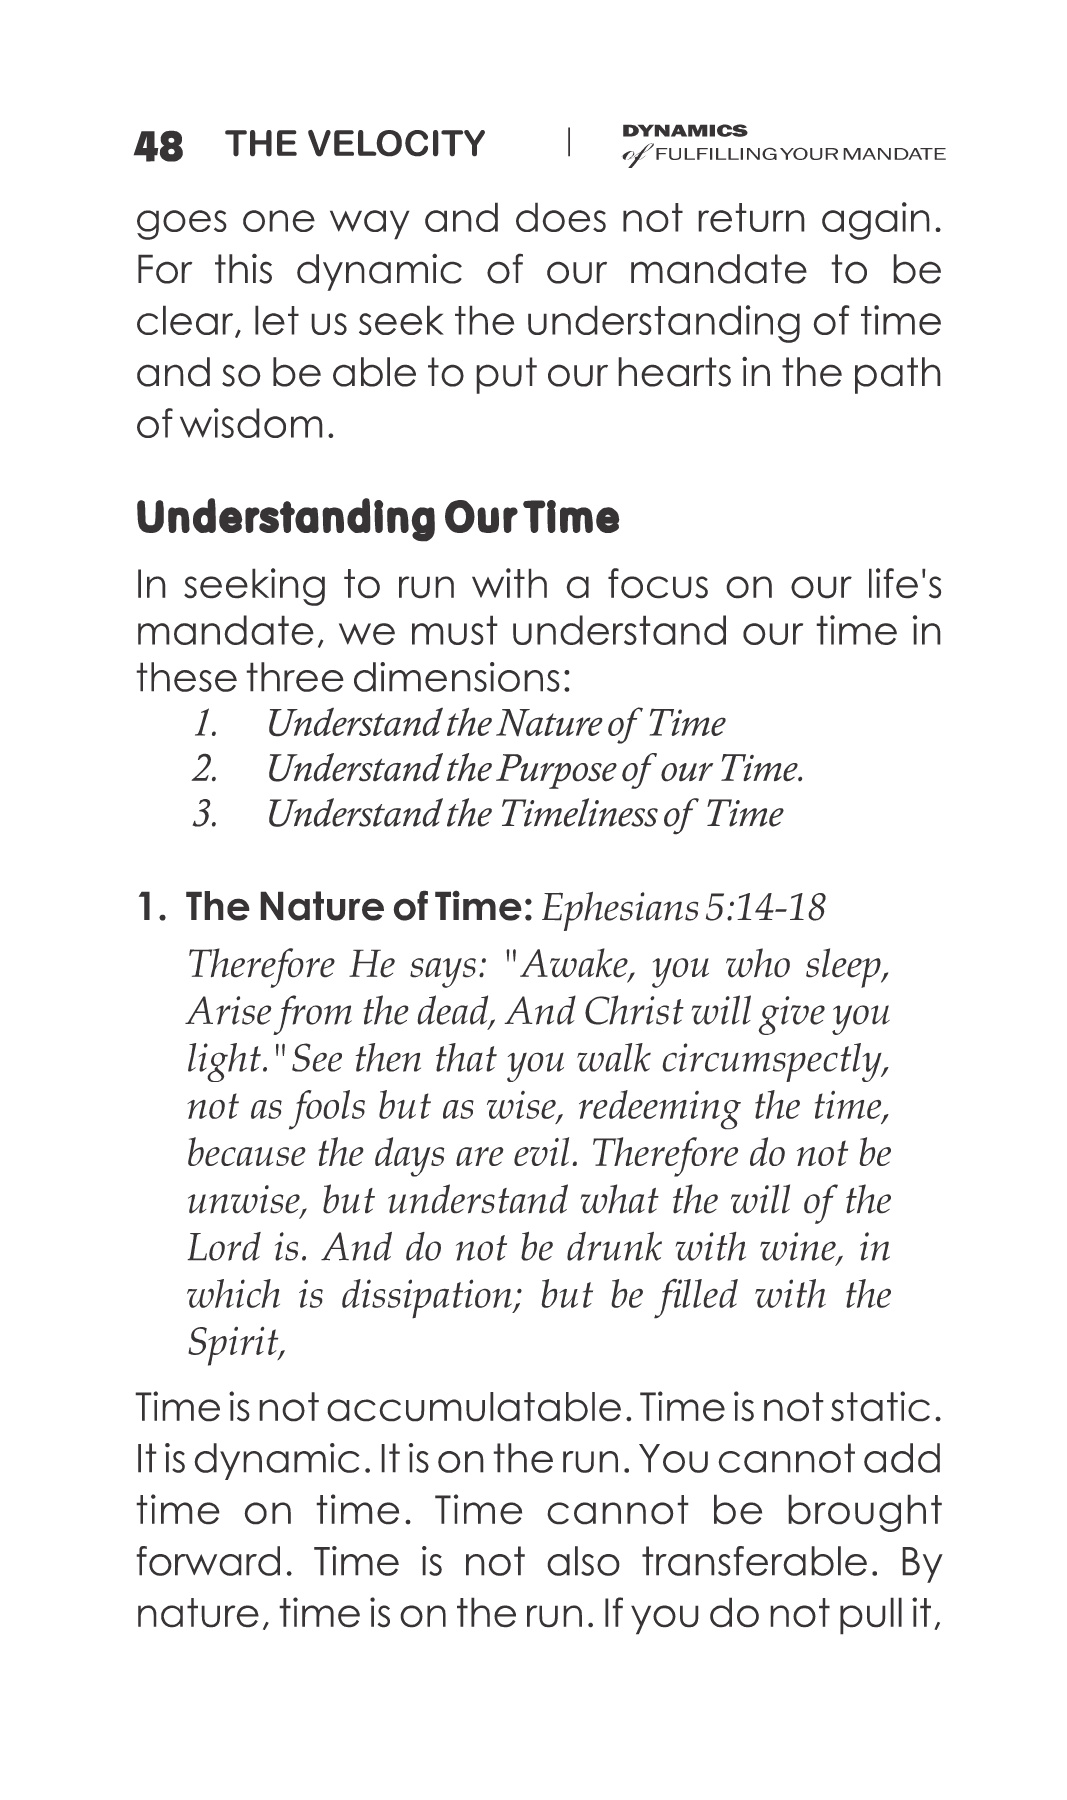 48 THE VELOCITY | DYNAMICS
of FULFILLING YOUR MANDATE
goes one way and does not return again.
For this dynamic of our mandate to be
clear, let us seek the understanding of time
and so be able to put our hearts in the path
of wisdom.
Understanding Our Time
In seeking to run with a focus on our life's
mandate, we must understand our time in
these three dimensions:
1. Understand the Nature of Time
2. Understand the Purpose of our Time.
3. Understand the Timeliness of Time
1. The Nature of Time: Ephesians 5:14-18
Therefore He says: "Awake, you who sleep,
Arise from the dead, And Christ will give you
light."See then that you walk circumspectly,
not as fools but as wise, redeeming the time,
because the days are evil. Therefore do not be
unwise, but understand what the will of the
Lord is. And do not be drunk with wine, in
which is dissipation; but be filled with the
Spirit,
Time is not accumulatable. Time is not static.
It is dynamic. It is on the run. You cannot add
time on time. Time cannot be brought
forward. Time is not also transferable. By
nature, time is on the run. If you do not pull it,